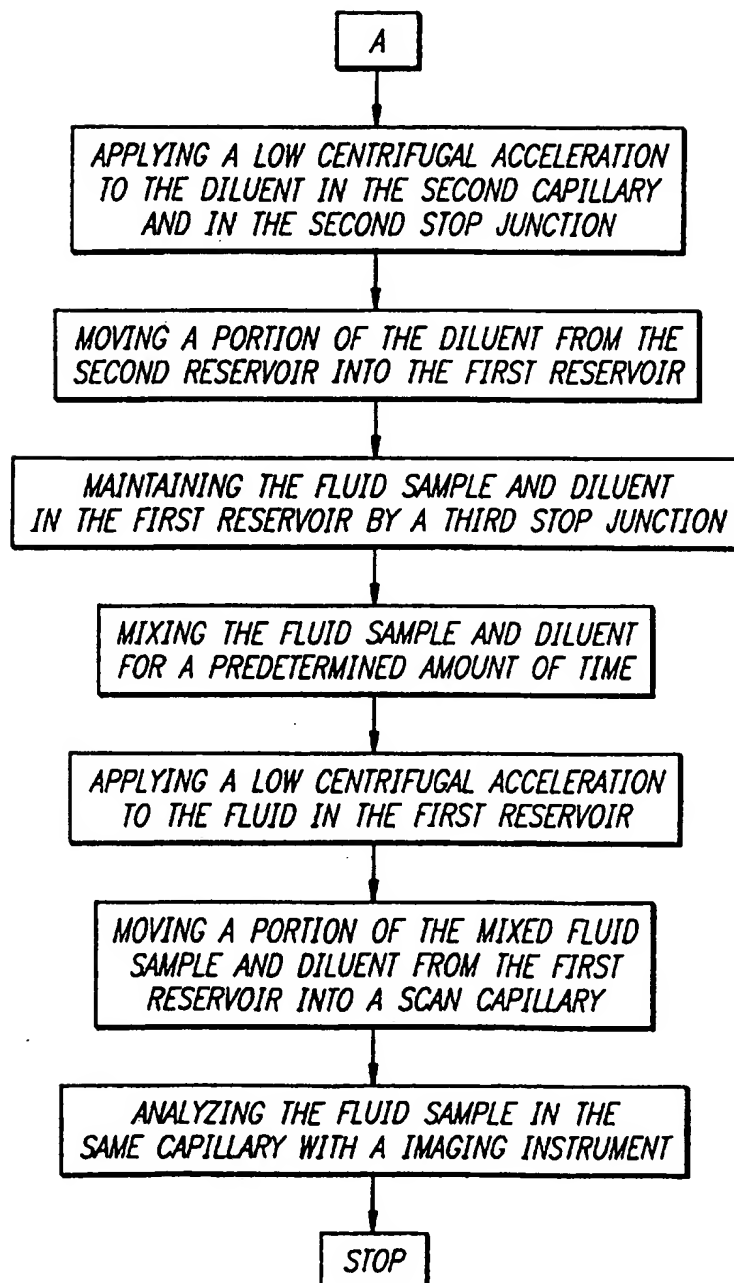 A
APPLYING A LOW CENTRIFUGAL ACCELERATION
TO THE DILUENT IN THE SECOND CAPILLARY
AND IN THE SECOND STOP JUNCTION
MOVING A PORTION OF THE DILUENT FROM THE
SECOND RESERVOIR INTO THE FIRST RESERVOIR
MAINTAINING THE FLUID SAMPLE AND DILUENT
IN THE FIRST RESERVOIR BY A THIRD STOP JUNCTION
MIXING THE FLUID SAMPLE AND DILUENT
FOR A PREDETERMINED AMOUNT OF TIME
APPLYING A LOW CENTRIFUGAL ACCELERATION
TO THE FLUID IN THE FIRST RESERVOIR
MOVING A PORTION OF THE MIXED FLUID
SAMPLE AND DILUENT FROM THE FIRST
RESERVOIR INTO A SCAN CAPILLARY
ANALYZING THE FLUID SAMPLE IN THE
SAME CAPILLARY WITH A IMAGING INSTRUMENT
STOP